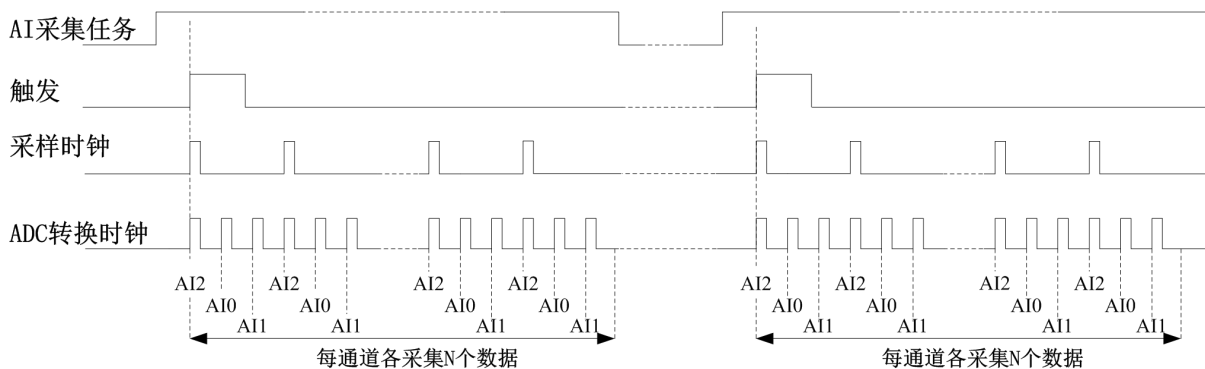 AI采集任务
触发
采样时钟
ADC转换时钟
AI2 AI2 AI2 AI2 AI2 AI2 AI2 AI2
AI0 AI0 AI0 AI0 AI0 AI0 AI0 AI0
AI1 AI1 AI1 AI1 AI1 AI1 AI1 AI1
每通道各采集N个数据 每通道各采集N个数据